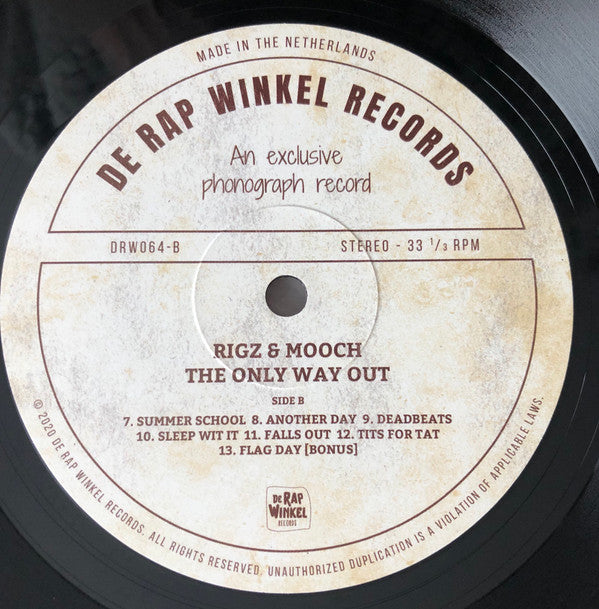 MADE IN THE NETHERLANDS
DE RAP WINKEL RECORDS
An exclusive
phonograph record
DRW064-B
STEREO - 33 1/3 RPM
RIGZ & MOOCH
THE ONLY WAY OUT
SIDE B
7. SUMMER SCHOOL 8. ANOTHER DAY 9. DEADBEATS
10. SLEEP WIT IT 11. FALLS OUT 12. TITS FOR TAT
13. FLAG DAY [BONUS]
DE RAP
WINKEL
RECORDS
© 2020 DE RAP WINKEL RECORDS. ALL RIGHTS RESERVED. UNAUTHORIZED DUPLICATION IS A VIOLATION OF APPLICABLE LAWS.